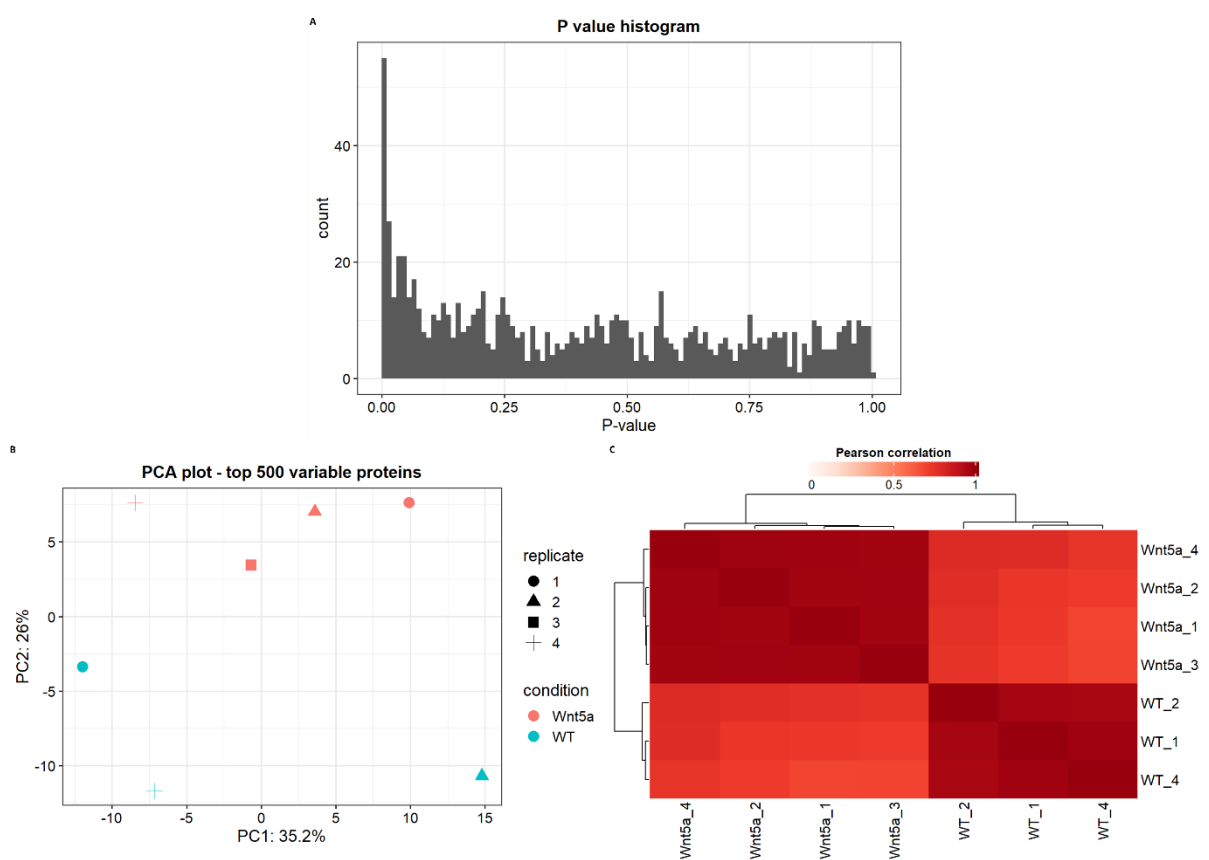 A
P value histogram
count
40
20
0
0.00 0.25 0.50 0.75 1.00
P-value
B
PCA plot - top 500 variable proteins
PC2: 26%
5
0
-5
-10
-10 -5 0 5 10 15
PC1: 35.2%
replicate
1
2
3
4
condition
Wnt5a
WT
C
Pearson correlation
0 0.5 1
Wnt5a_4
Wnt5a_2
Wnt5a_1
Wnt5a_3
WT_2
WT_1
WT_4
Wnt5a_4 Wnt5a_2 Wnt5a_1 Wnt5a_3 WT_2 WT_1 WT_4